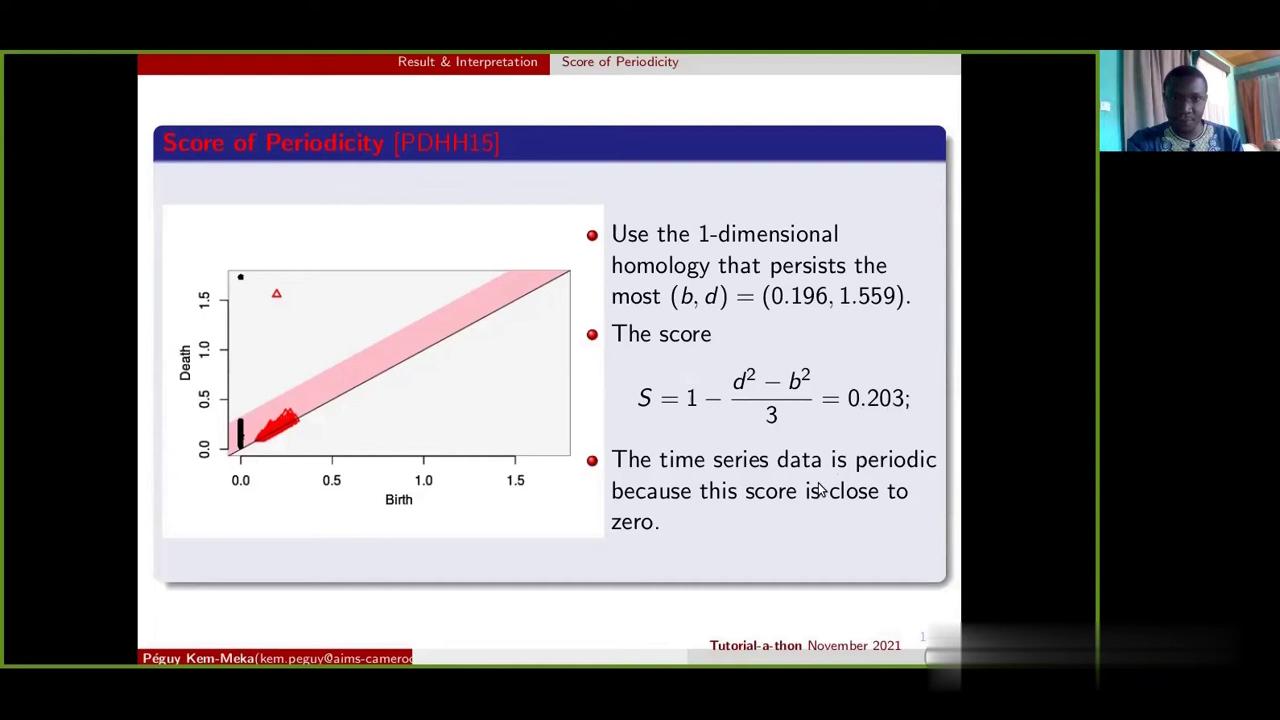 Result & Interpretation Score of Periodicity
Score of Periodicity [PDHH15]
Use the 1-dimensional
homology that persists the
most (b, d) = (0.196, 1.559).
The score
S = 1 − (d² − b²)/3 = 0.203;
The time series data is periodic
because this score is close to
zero.
Death
0.0 0.5 1.0 1.5
0.0 0.5 1.0 1.5
Birth
Tutorial-a-thon November 2021
Péguy Kem-Meka(kem.peguy@aims-cameroo